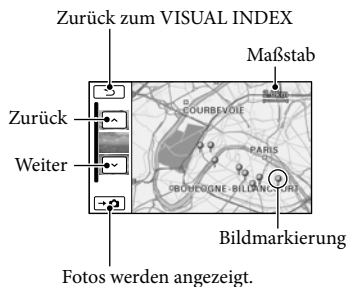 Zurück zum VISUAL INDEX
Maßstab
COURBEVOIE
Zurück
PARIS
Weiter
BOULOGNE-BILLANCOURT
Bildmarkierung
Fotos werden angezeigt.